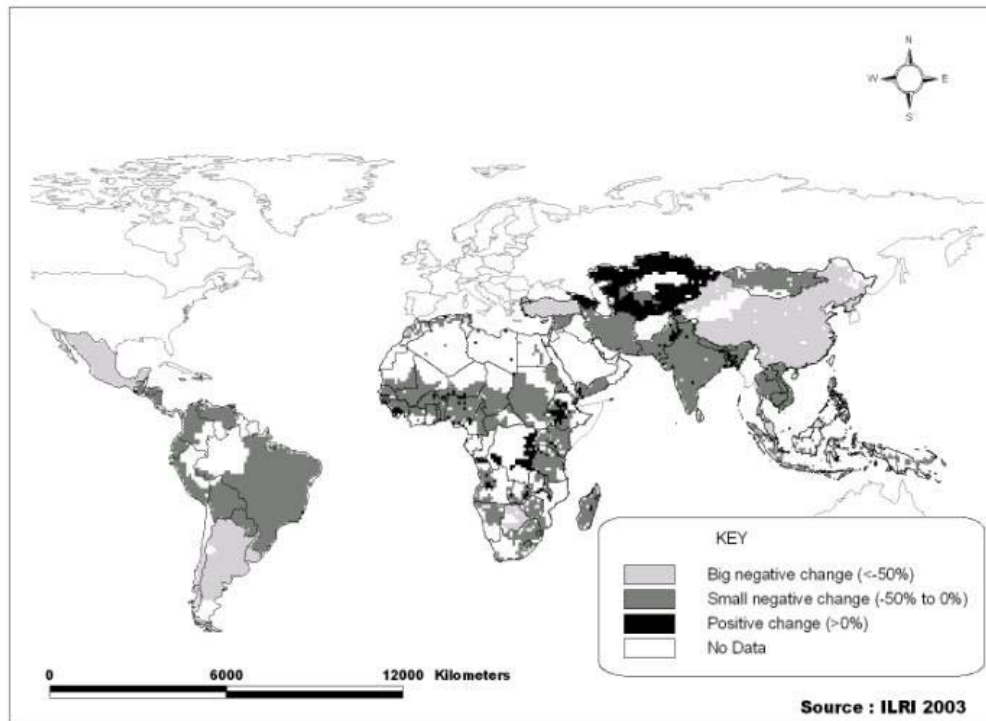 N
W E
S
KEY
Big negative change (<-50%)
Small negative change (-50% to 0%)
Positive change (>0%)
No Data
0 6000 12000 Kilometers
Source : ILRI 2003